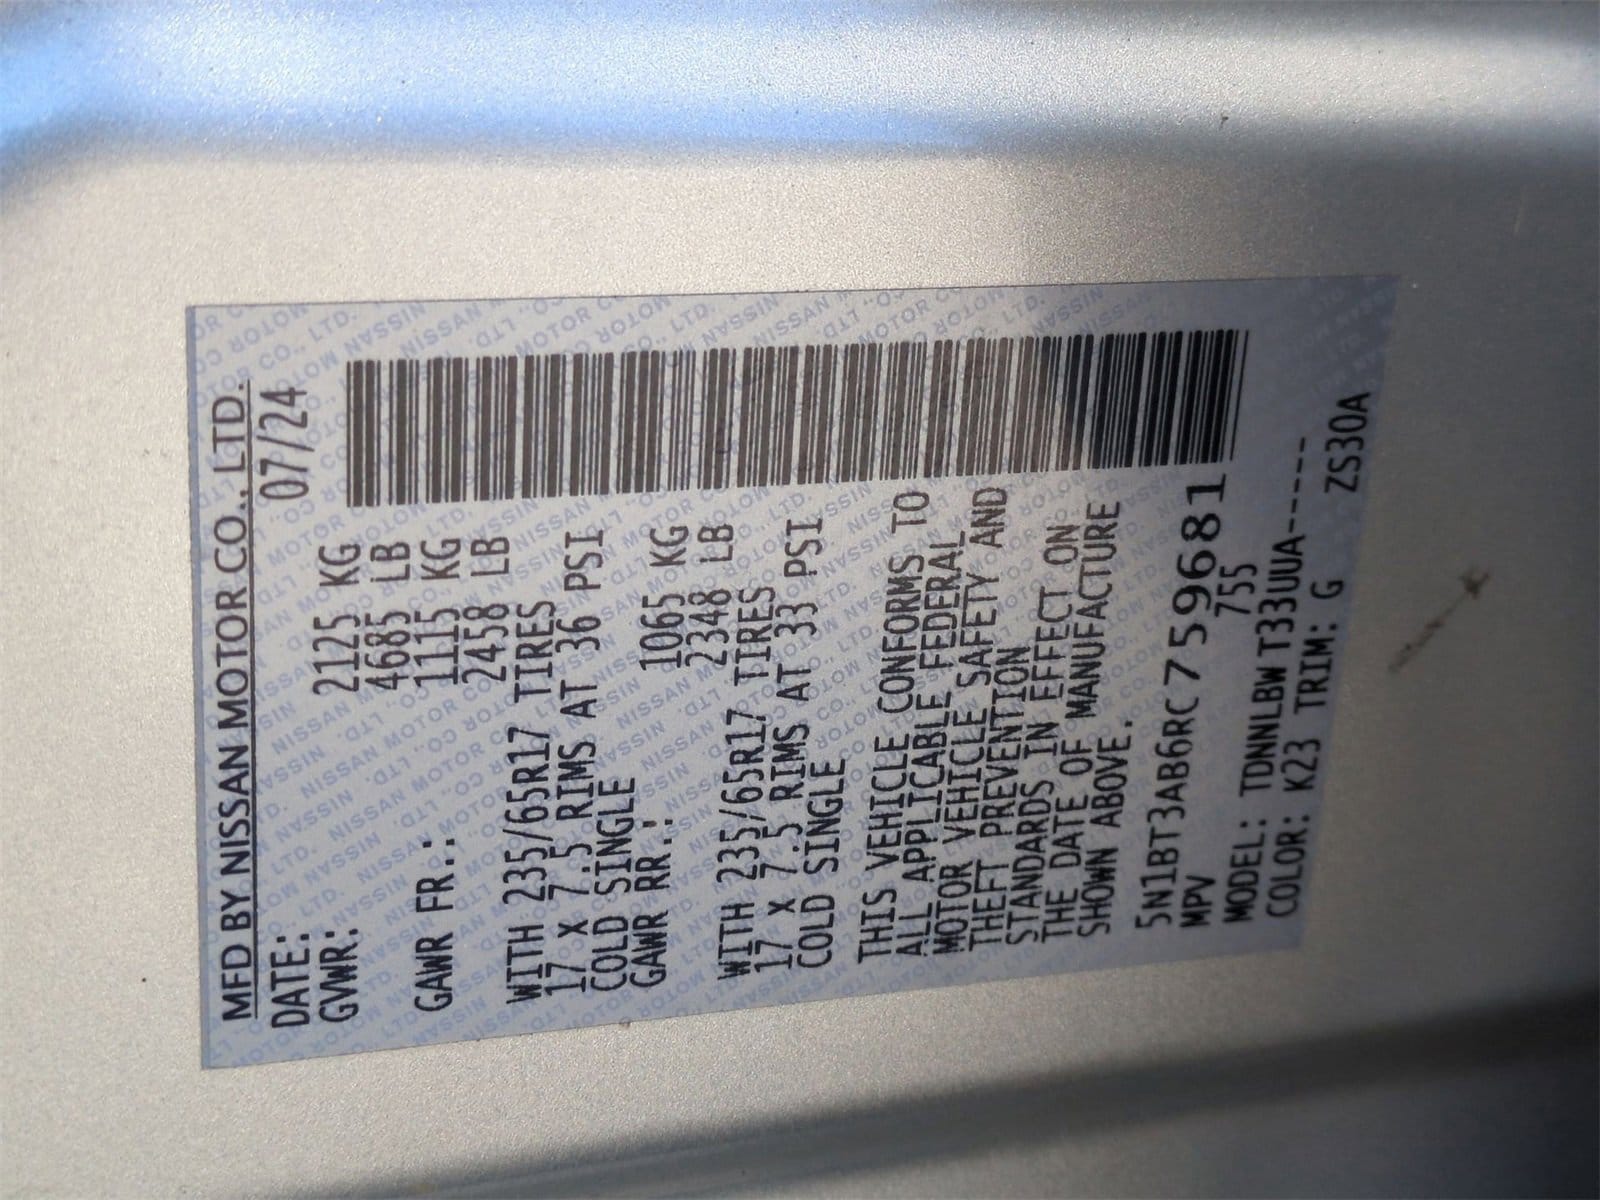 MFD BY NISSAN MOTOR CO., LTD.
DATE: 07/24
GVWR: 2125 KG
4685 LB
GAWR FR.: 1115 KG
2458 LB
WITH 235/65R17 TIRES
17 X 7.5 RIMS AT 36 PSI
COLD SINGLE
GAWR RR.: 1065 KG
2348 LB
WITH 235/65R17 TIRES
17 X 7.5 RIMS AT 33 PSI
COLD SINGLE
THIS VEHICLE CONFORMS TO
ALL APPLICABLE FEDERAL
MOTOR VEHICLE SAFETY AND
THEFT PREVENTION
STANDARDS IN EFFECT ON
THE DATE OF MANUFACTURE
SHOWN ABOVE.
5N1BT3AB6RC759681
MPV 755
MODEL: TDNNLBWT33UUA-----
COLOR: K23 TRIM: G ZS30A